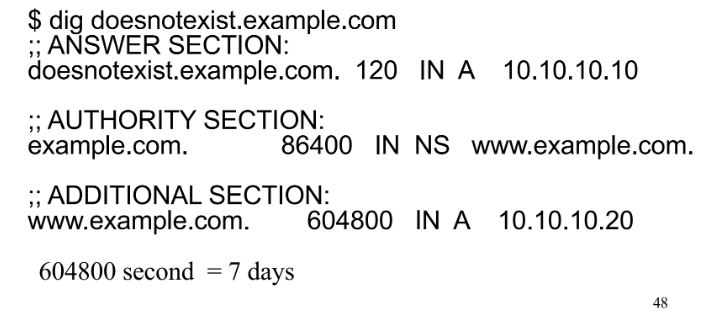 $ dig doesnotexist.example.com
;; ANSWER SECTION:
doesnotexist.example.com. 120 IN A 10.10.10.10
;; AUTHORITY SECTION:
example.com. 86400 IN NS www.example.com.
;; ADDITIONAL SECTION:
www.example.com. 604800 IN A 10.10.10.20
604800 second = 7 days
48